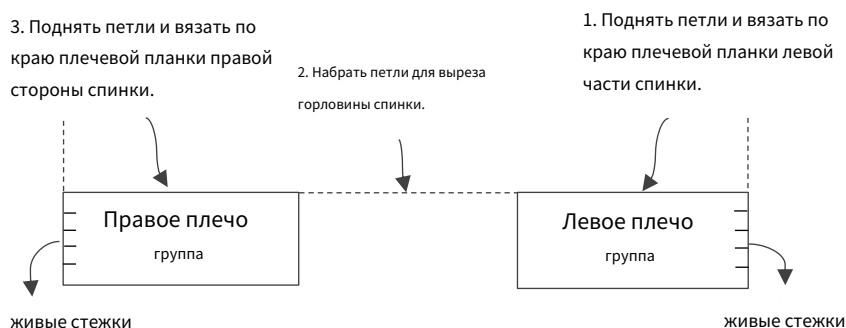 3. Поднять петли и вязать по
краю плечевой планки правой
стороны спинки.
2. Набрать петли для выреза
горловины спинки.
1. Поднять петли и вязать по
краю плечевой планки левой
части спинки.
Правое плечо
группа
Левое плечо
группа
живые стежки
живые стежки